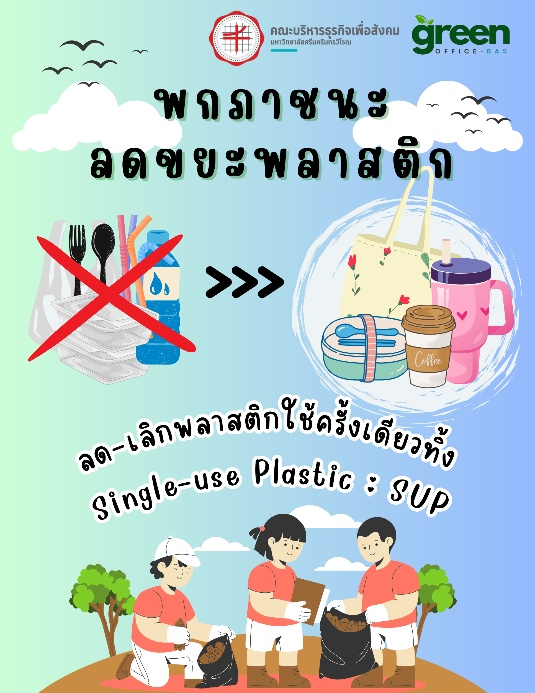 คณะบริหารธุรกิจเพื่อสังคม
มหาวิทยาลัยศรีนครินทรวิโรฒ
green
OFFICE-BAS
พกภาชนะ
ลดขยะพลาสติก
Coffee
ลด-เลิกพลาสติกใช้ครั้งเดียวทิ้ง
Single-use Plastic : SUP